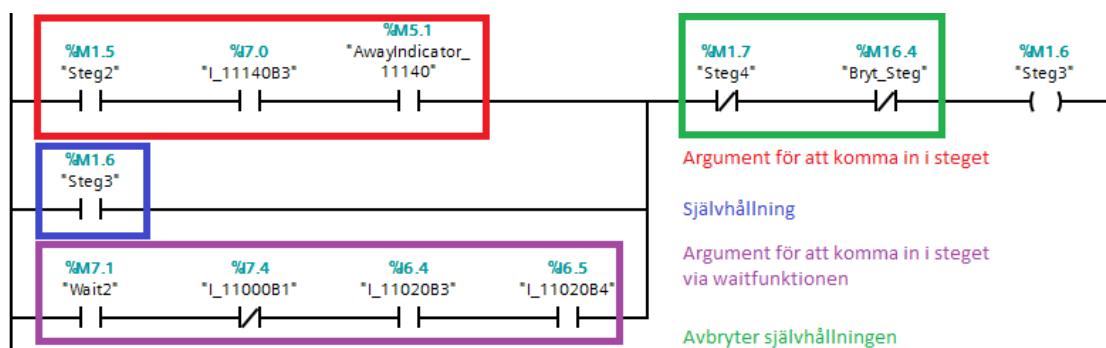 %M1.5
"Steg2"
%I7.0
"I_11140B3"
%M5.1
"AwayIndicator_
11140"
%M1.7
"Steg4"
%M16.4
"Bryt_Steg"
%M1.6
"Steg3"
Argument för att komma in i steget
%M1.6
"Steg3"
Självhållning
%M7.1
"Wait2"
%I7.4
"I_11000B1"
%I6.4
"I_11020B3"
%I6.5
"I_11020B4"
Argument för att komma in i steget
via waitfunktionen
Avbryter självhållningen